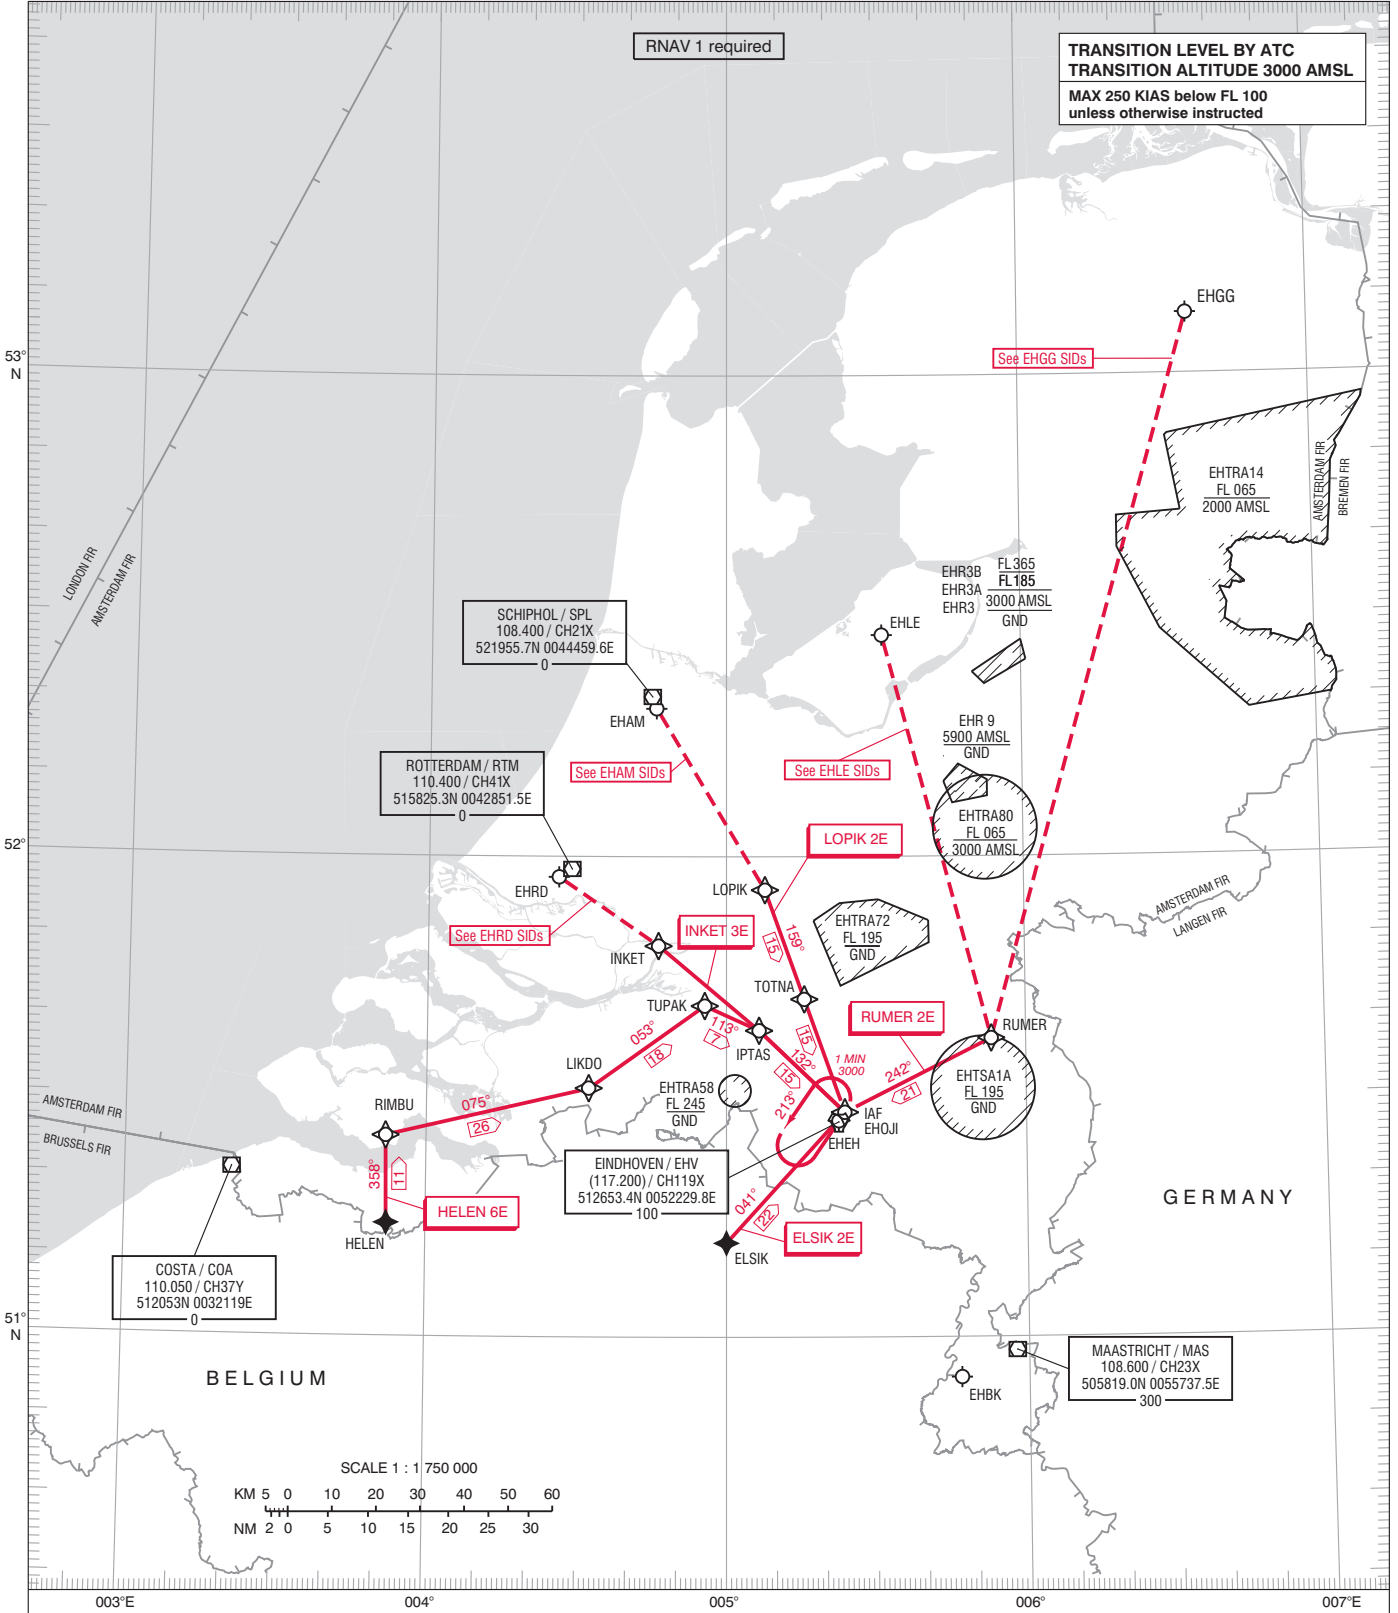 RNAV 1 required
TRANSITION LEVEL BY ATC
TRANSITION ALTITUDE 3000 AMSL
MAX 250 KIAS below FL 100
unless otherwise instructed
EHGG
53°
N
See EHGG SIDs
EHTRA14
FL 065
2000 AMSL
AMSTERDAM FIR
BREMEN FIR
LONDON FIR
AMSTERDAM FIR
EHR3B
EHR3A
EHR3
FL365
FL185
3000 AMSL
GND
SCHIPHOL / SPL
108.400 / CH21X
521955.7N 0044459.6E
0
EHLE
EHAM
EHR 9
5900 AMSL
GND
ROTTERDAM / RTM
110.400 / CH41X
515825.3N 0042851.5E
0
See EHAM SIDs
See EHLE SIDs
EHTRA80
FL 065
3000 AMSL
52°
N
LOPIK 2E
EHRD
LOPIK
AMSTERDAM FIR
LANGEN FIR
See EHRD SIDs
INKET 3E
EHTRA72
FL 195
GND
INKET
15
159°
TOTNA
TUPAK
RUMER 2E
RUMER
053°
18
113°
7
IPTAS
15
132°
15
1 MIN
3000
242°
21
LIKDO
EHTRA58
FL 245
GND
EHTSA1A
FL 195
GND
AMSTERDAM FIR
BRUSSELS FIR
RIMBU
075°
26
213°
IAF
EHOJI
EHEH
EINDHOVEN / EHV
(117.200) / CH119X
512653.4N 0052229.8E
100
358°
11
HELEN 6E
HELEN
041°
22
ELSIK 2E
ELSIK
GERMANY
COSTA / COA
110.050 / CH37Y
512053N 0032119E
0
51°
N
MAASTRICHT / MAS
108.600 / CH23X
505819.0N 0055737.5E
300
EHBK
BELGIUM
SCALE 1 : 1 750 000
KM 5 0 10 20 30 40 50 60
NM 2 0 5 10 15 20 25 30
003°E 004° 005° 006° 007°E